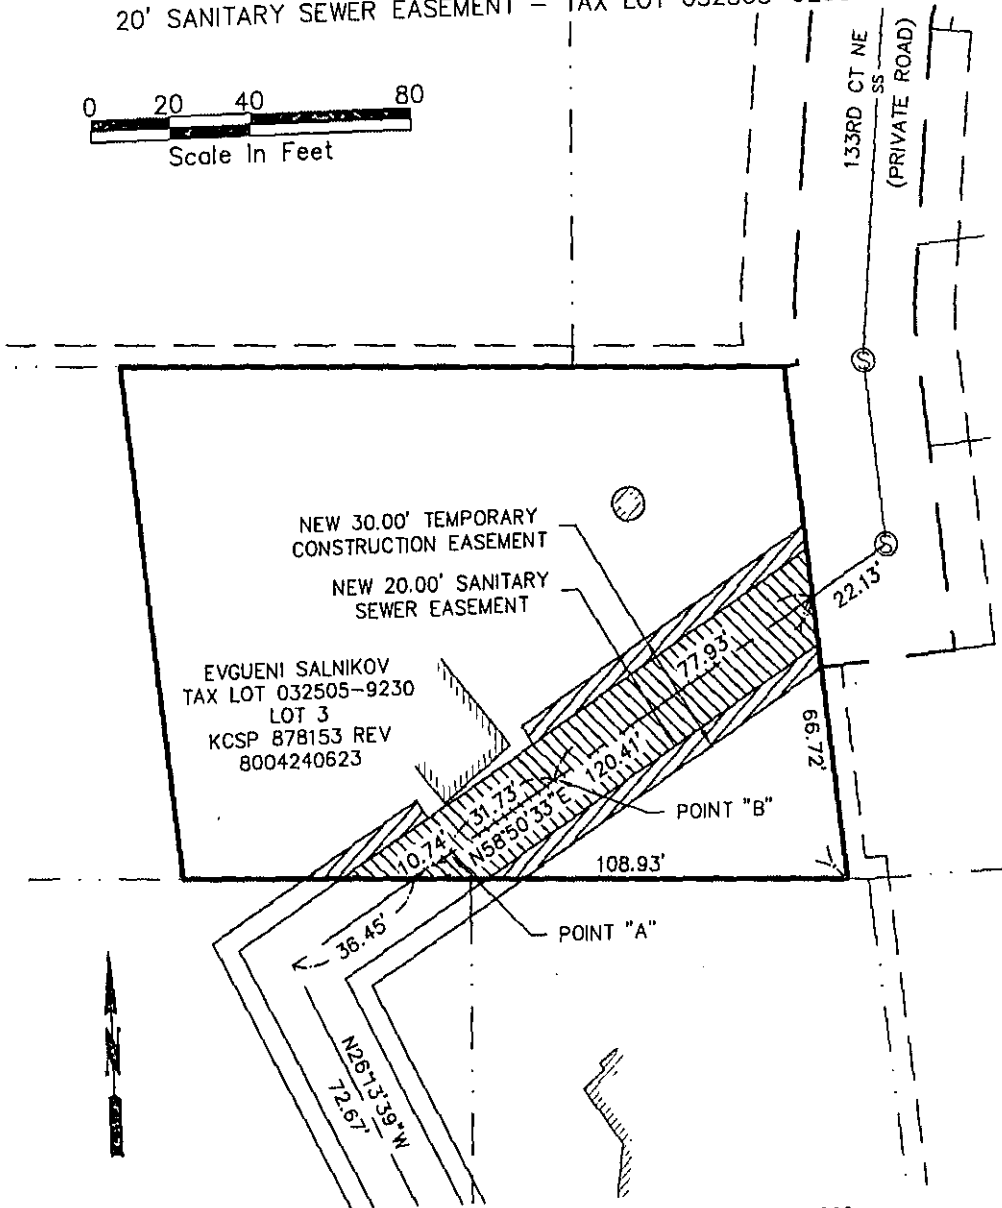 20' SANITARY SEWER EASEMENT – TAX LOT 032505
0 20 40 80
Scale In Feet
133RD CT NE
(PRIVATE ROAD)
SS
S
NEW 30.00' TEMPORARY
CONSTRUCTION EASEMENT
S
22.13'
NEW 20.00' SANITARY
SEWER EASEMENT
77.93'
EVGUENI SALNIKOV
TAX LOT 032505-9230
LOT 3
KCSP 878153 REV
8004240623
66.72'
120.41'
31.73'
N58°50'33"E
10.74'
POINT "B"
108.93'
POINT "A"
38.45'
N26°13'39"W
72.67'